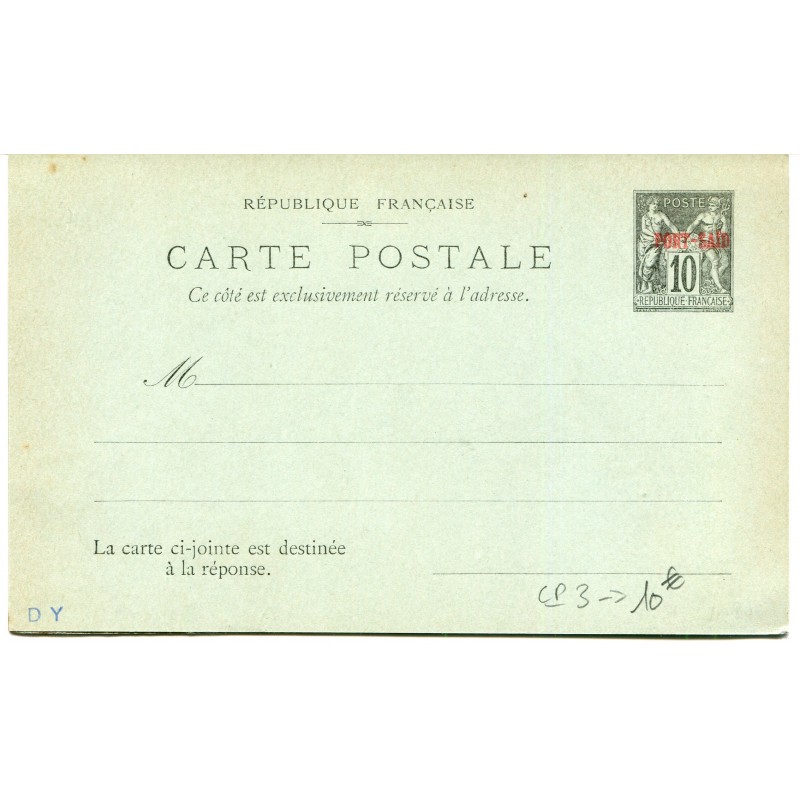 RÉPUBLIQUE FRANÇAISE
CARTE POSTALE
Ce côté est exclusivement réservé à l'adresse.
POSTE
PORT-SAÏD
10
RÉPUBLIQUE·FRANÇAISE
M
La carte ci-jointe est destinée
à la réponse.
CP 3 → 10€
DY